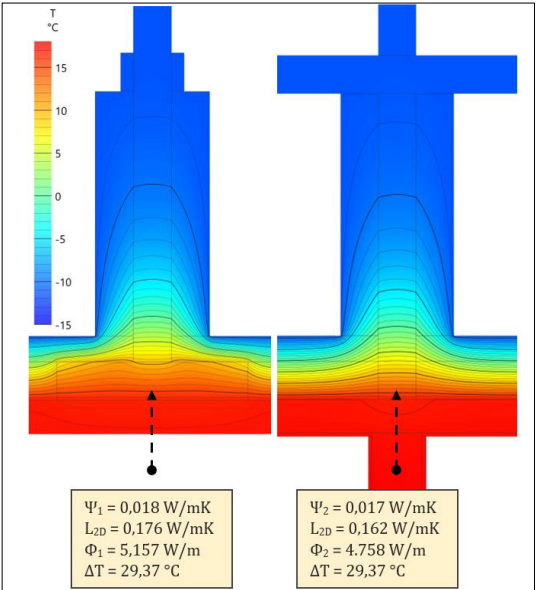 T
°C
15
10
5
0
-5
-10
-15
Ψ₁ = 0,018 W/mK
L₂D = 0,176 W/mK
Φ₁ = 5,157 W/m
ΔT = 29,37 °C
Ψ₂ = 0,017 W/mK
L₂D = 0,162 W/mK
Φ₂ = 4.758 W/m
ΔT = 29,37 °C